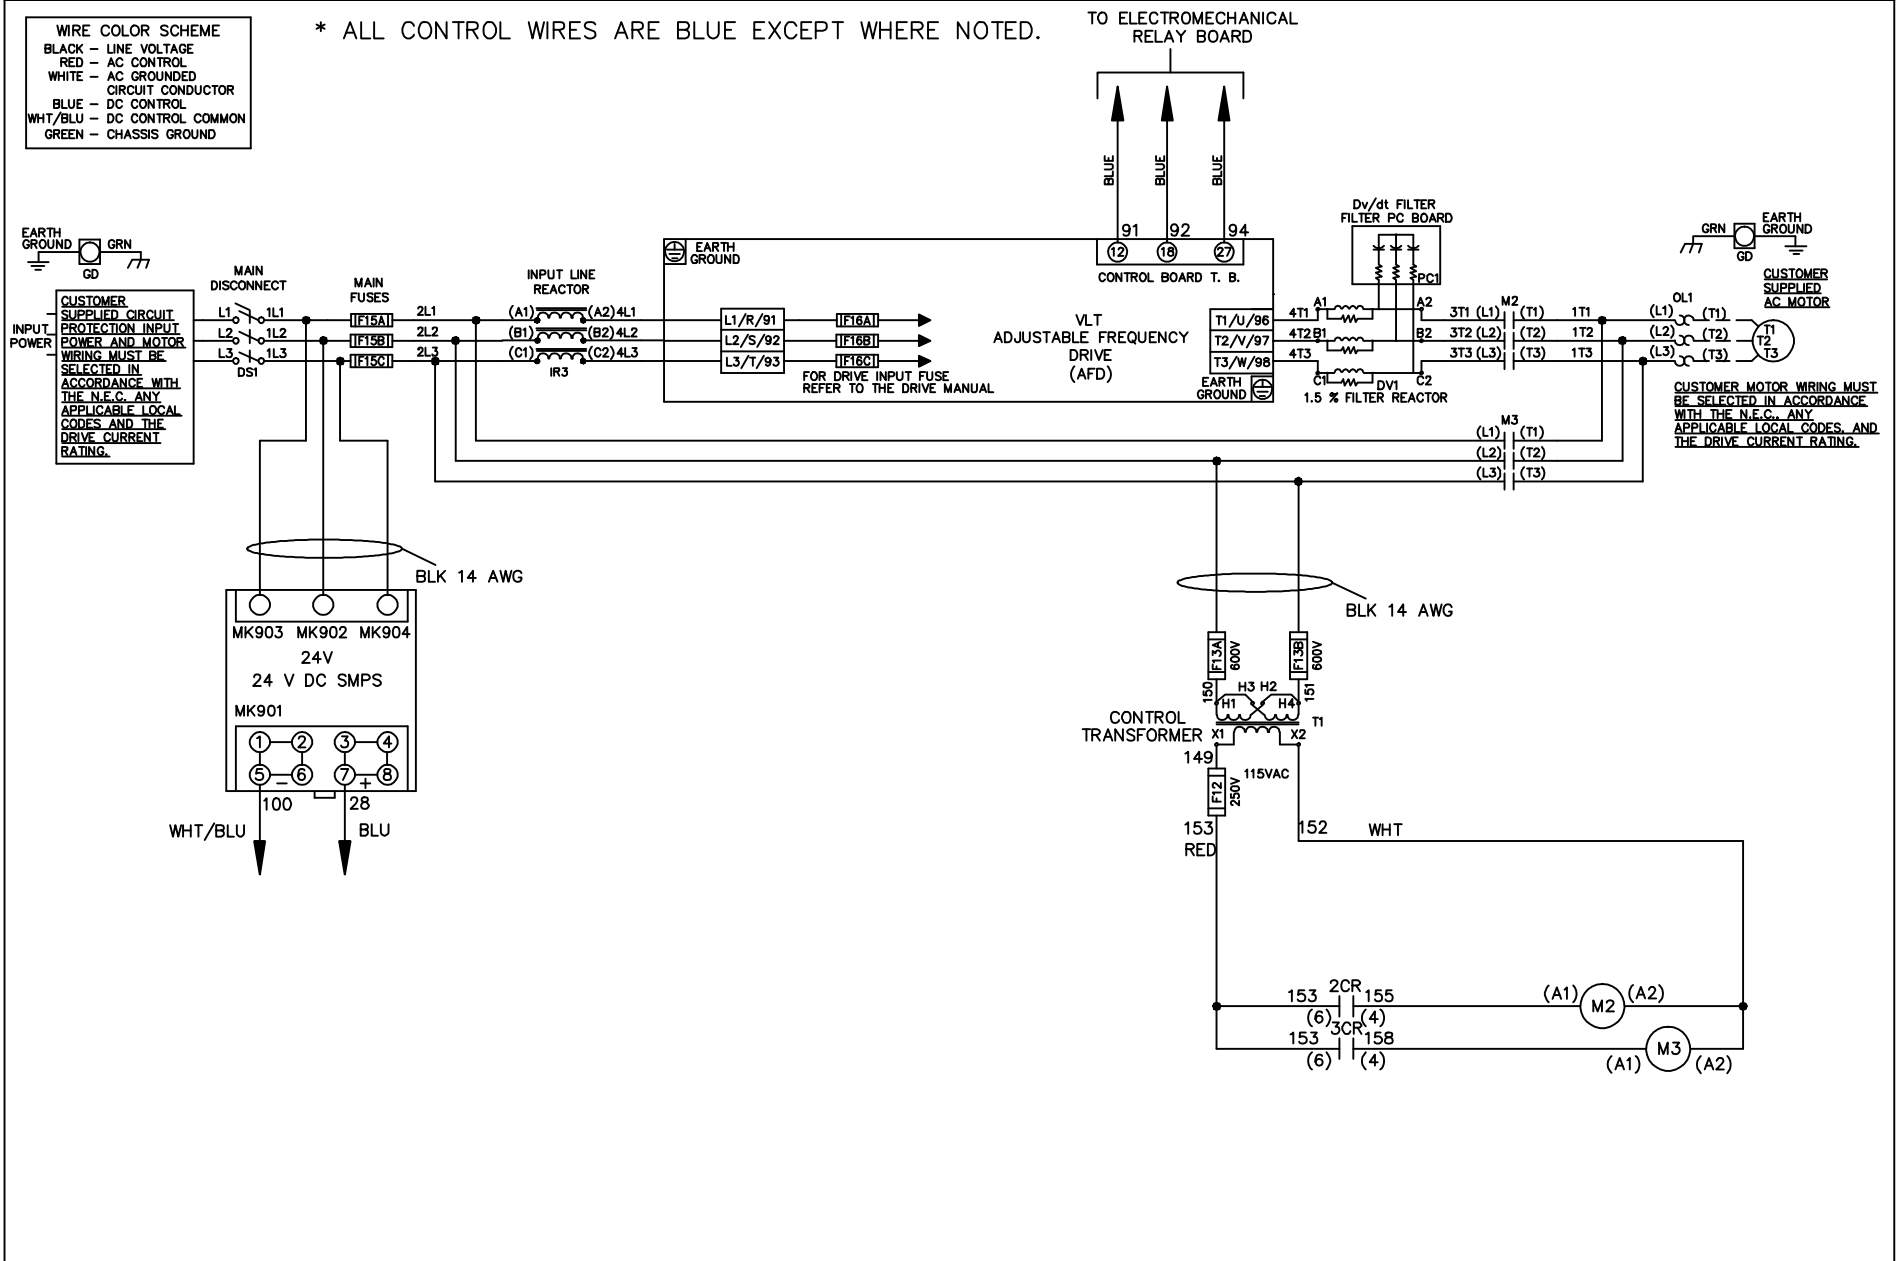 WIRE COLOR SCHEME
BLACK – LINE VOLTAGE
RED – AC CONTROL
WHITE – AC GROUNDED
CIRCUIT CONDUCTOR
BLUE – DC CONTROL
WHT/BLU – DC CONTROL COMMON
GREEN – CHASSIS GROUND
* ALL CONTROL WIRES ARE BLUE EXCEPT WHERE NOTED.
TO ELECTROMECHANICAL
RELAY BOARD
BLUE
BLUE
BLUE
91 92 94
12 18 27
CONTROL BOARD T. B.
EARTH
GROUND
GRN
GD
INPUT
POWER
CUSTOMER
SUPPLIED CIRCUIT
PROTECTION INPUT
POWER AND MOTOR
WIRING MUST BE
SELECTED IN
ACCORDANCE WITH
THE N.E.C. ANY
APPLICABLE LOCAL
CODES AND THE
DRIVE CURRENT
RATING.
MAIN
DISCONNECT
L1 1L1
L2 1L2
L3 1L3
DS1
MAIN
FUSES
F15A 2L1
F15B 2L2
F15C 2L3
INPUT LINE
REACTOR
(A1) (A2) 4L1
(B1) (B2) 4L2
(C1) (C2) 4L3
IR3
EARTH
GROUND
L1/R/91
L2/S/92
L3/T/93
F16A
F16B
F16C
FOR DRIVE INPUT FUSE
REFER TO THE DRIVE MANUAL
VLT
ADJUSTABLE FREQUENCY
DRIVE
(AFD)
T1/U/96
T2/V/97
T3/W/98
EARTH
GROUND
Dv/dt FILTER
FILTER PC BOARD
PC1
4T1 A1 A2
4T2 B1 B2
4T3
C1 DV1 C2
1.5 % FILTER REACTOR
M2
3T1 (L1) (T1) 1T1
3T2 (L2) (T2) 1T2
3T3 (L3) (T3) 1T3
M3
(L1) (T1)
(L2) (T2)
(L3) (T3)
OL1
(L1) (T1)
(L2) (T2)
(L3) (T3)
T1
T2
T3
GRN
EARTH
GROUND
GD
CUSTOMER
SUPPLIED
AC MOTOR
CUSTOMER MOTOR WIRING MUST
BE SELECTED IN ACCORDANCE
WITH THE N.E.C., ANY
APPLICABLE LOCAL CODES, AND
THE DRIVE CURRENT RATING.
BLK 14 AWG
MK903 MK902 MK904
24V
24 V DC SMPS
MK901
1 2 3 4
5 – 6 7 + 8
100 28
WHT/BLU BLU
BLK 14 AWG
F13A
600V
F13B
600V
150
151
H3 H2
H1 H4
T1
CONTROL
TRANSFORMER
X1 X2
149
115VAC
F12
250V
153
RED
152 WHT
2CR
153 155 (A1) M2 (A2)
(6) (4)
3CR
153 158 M3
(6) (4) (A1) (A2)